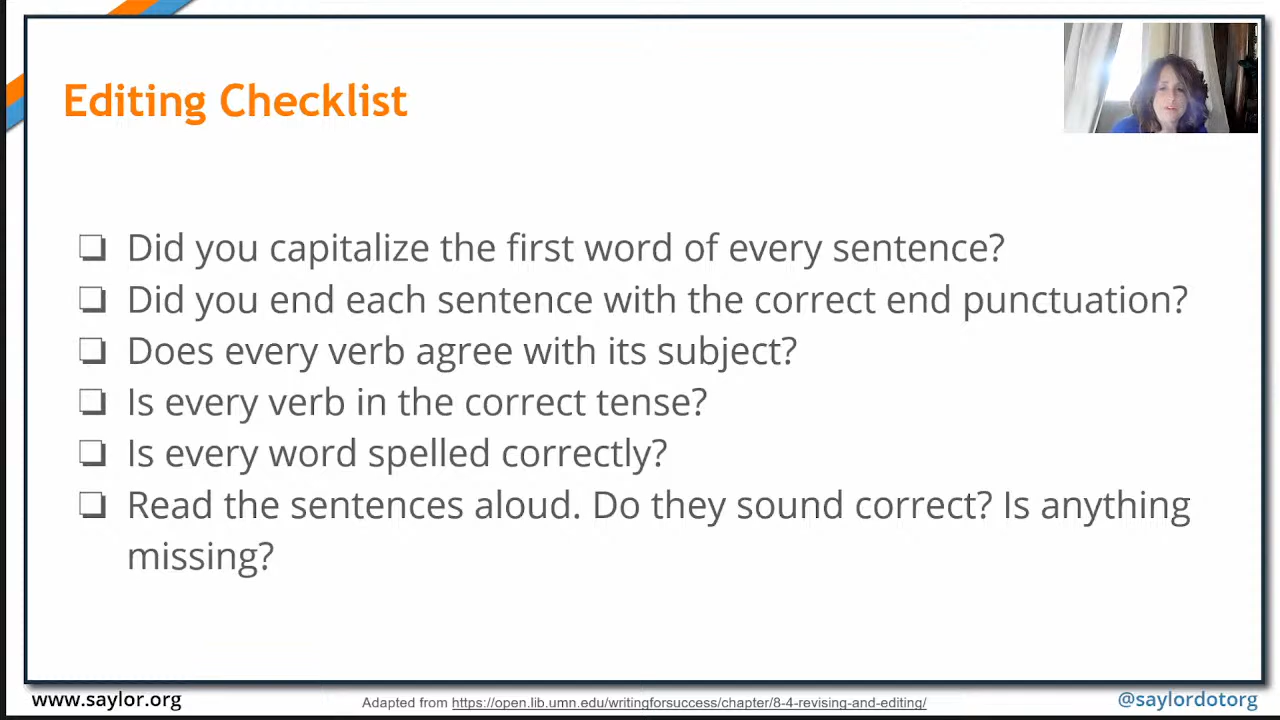 Editing Checklist
❏ Did you capitalize the first word of every sentence?
❏ Did you end each sentence with the correct end punctuation?
❏ Does every verb agree with its subject?
❏ Is every verb in the correct tense?
❏ Is every word spelled correctly?
❏ Read the sentences aloud. Do they sound correct? Is anything
missing?
www.saylor.org
Adapted from https://open.lib.umn.edu/writingforsuccess/chapter/8-4-revising-and-editing/
@saylordotorg